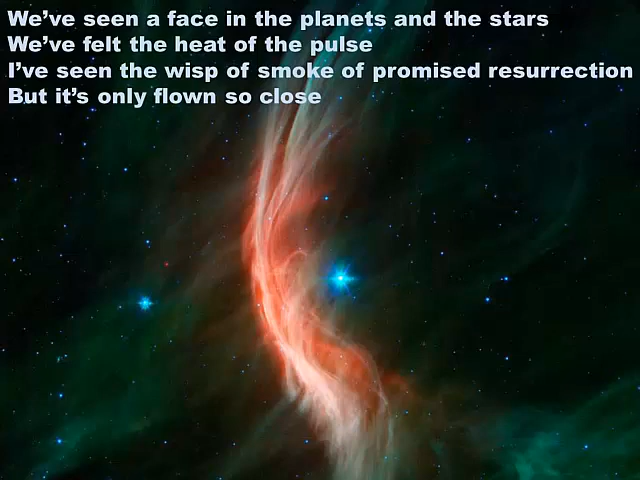 We’ve seen a face in the planets and the stars
We’ve felt the heat of the pulse
I’ve seen the wisp of smoke of promised resurrection
But it’s only flown so close